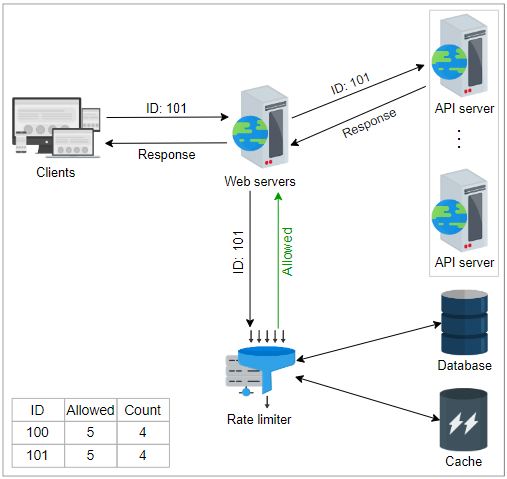 ID: 101
Response
Clients
Web servers
ID: 101
Response
API server
API server
ID: 101
Allowed
Rate limiter
Database
Cache
ID Allowed Count
100 5 4
101 5 4